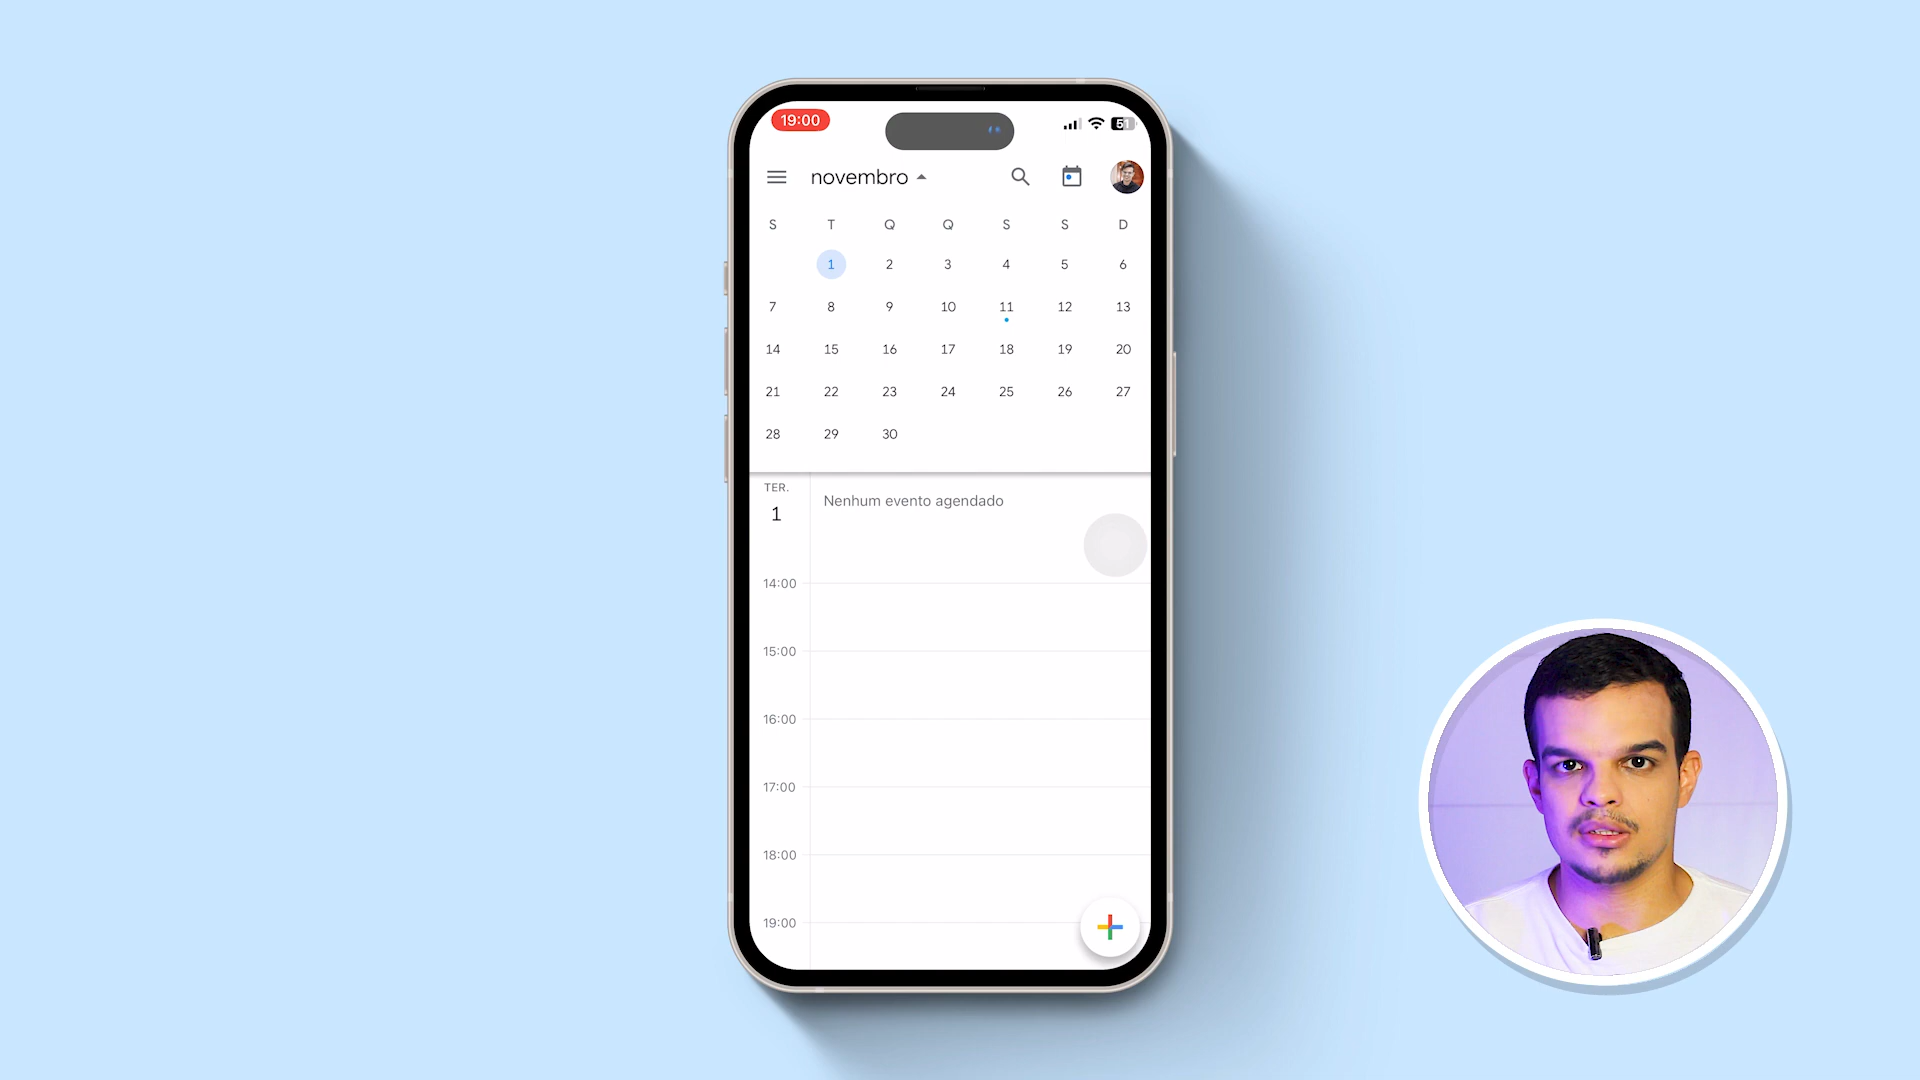 19:00
51
novembro
S T Q Q S S D
1 2 3 4 5 6
7 8 9 10 11 12 13
14 15 16 17 18 19 20
21 22 23 24 25 26 27
28 29 30
TER.
1
Nenhum evento agendado
14:00
15:00
16:00
17:00
18:00
19:00